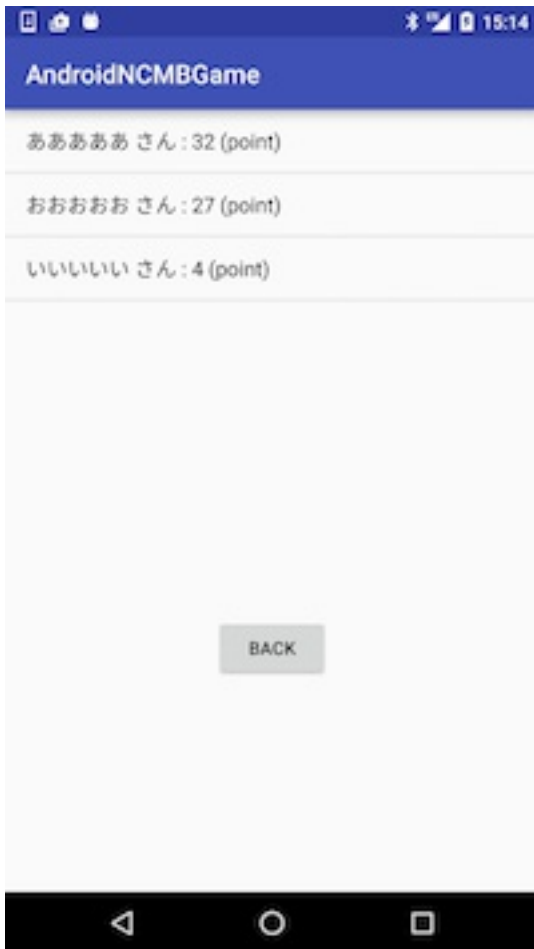 15:14
AndroidNCMBGame
あああああ さん : 32 (point)
おおおおお さん : 27 (point)
いいいいい さん : 4 (point)
BACK